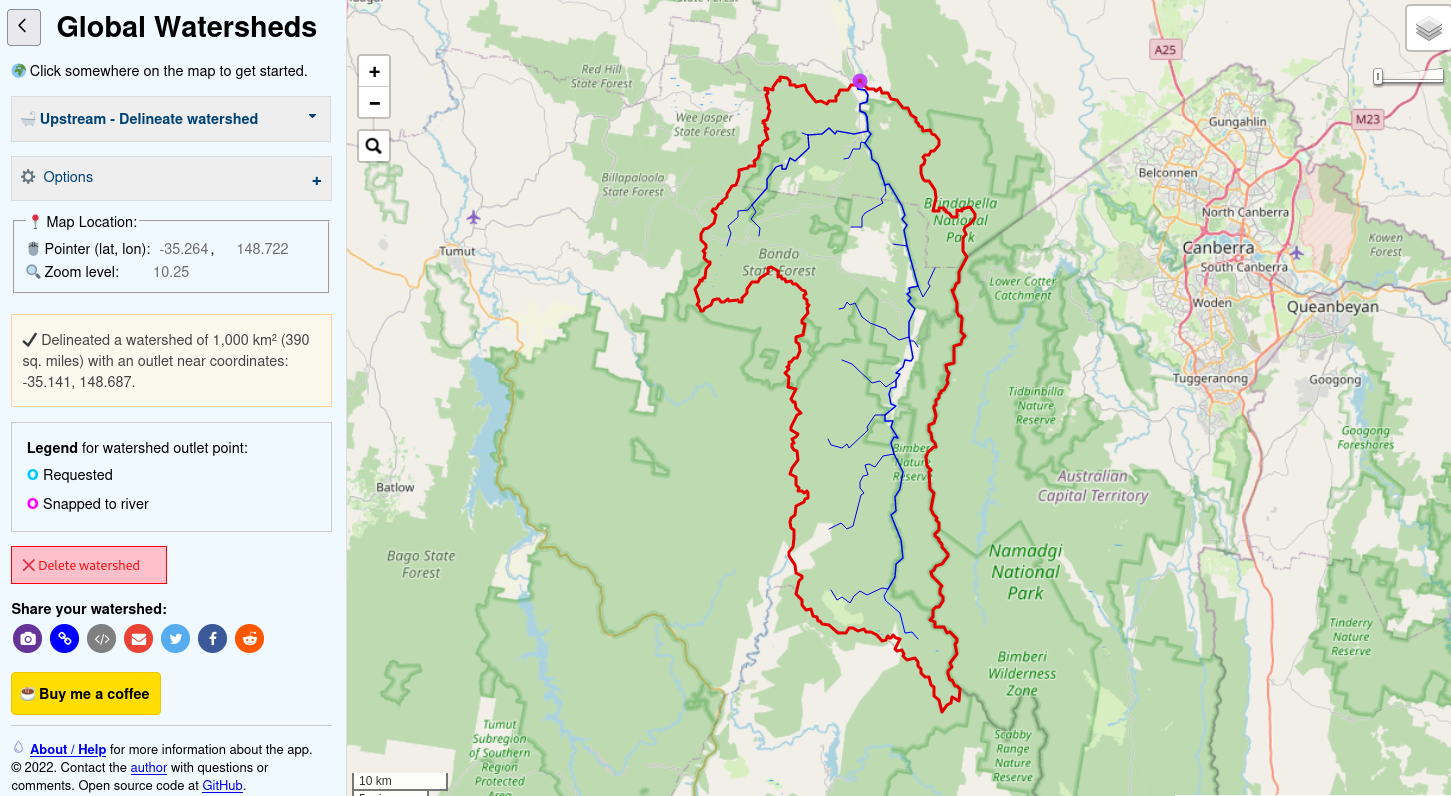 Global Watersheds
Click somewhere on the map to get started.
Upstream - Delineate watershed
Options
+
Map Location:
Pointer (lat, lon): -35.264, 148.722
Zoom level: 10.25
Delineated a watershed of 1,000 km² (390
sq. miles) with an outlet near coordinates:
-35.141, 148.687.
Legend for watershed outlet point:
O Requested
O Snapped to river
Delete watershed
Share your watershed:
Buy me a coffee
About / Help for more information about the app.
© 2022. Contact the author with questions or
comments. Open source code at GitHub.
+
−
State Forest
Red Hill
State Forest
Wee Jasper
State Forest
Billapaloola
State Forest
Tumut
Bondo
State Forest
Brindabella
National
Park
Lower Cotter
Catchment
A25
M23
Gungahlin
Belconnen
North Canberra
Canberra
South Canberra
Woden
Queanbeyan
Kowen
Forest
Tuggeranong
Googong
Googong
Foreshores
Tidbinbilla
Nature
Reserve
Bimberi
Nature
Reserve
Australian
Capital Territory
Batlow
Bago State
Forest
Namadgi
National
Park
Tinderry
Nature
Reserve
Bimberi
Wilderness
Zone
Scabby
Range
Nature
Reserve
Tumut
Subregion
of Southern
Region
Protected
10 km